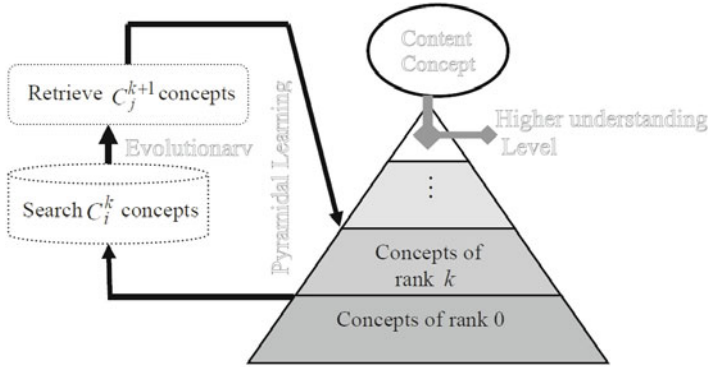 Content
Concept
Retrieve $C_j^{k+1}$ concepts
Higher understanding
Level
Evolutionary
Pyramidal Learning
Search $C_i^k$ concepts
⋮
Concepts of
rank k
Concepts of rank 0